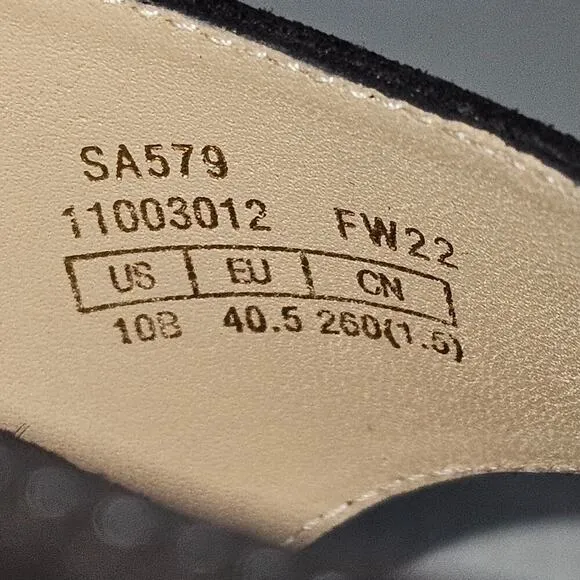 SA579
11003012 FW22
US EU CN
10B 40.5 260(1.5)